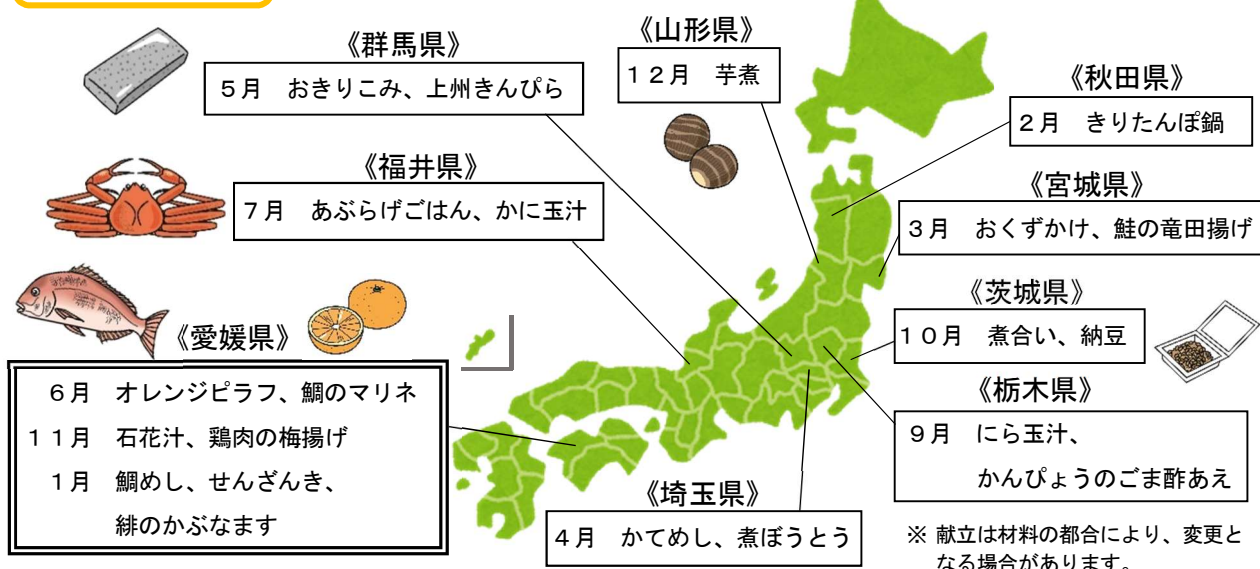 《群馬県》
５月　おきりこみ、上州きんぴら
《山形県》
１２月　芋煮
《秋田県》
２月　きりたんぽ鍋
《福井県》
７月　あぶらげごはん、かに玉汁
《宮城県》
３月　おくずかけ、鮭の竜田揚げ
《茨城県》
１０月　煮合い、納豆
《愛媛県》
６月　オレンジピラフ、鯛のマリネ
１１月　石花汁、鶏肉の梅揚げ
１月　鯛めし、せんざんき、
緋のかぶなます
《栃木県》
９月　にら玉汁、
かんぴょうのごま酢あえ
《埼玉県》
４月　かてめし、煮ぼうとう
※ 献立は材料の都合により、変更と
なる場合があります。